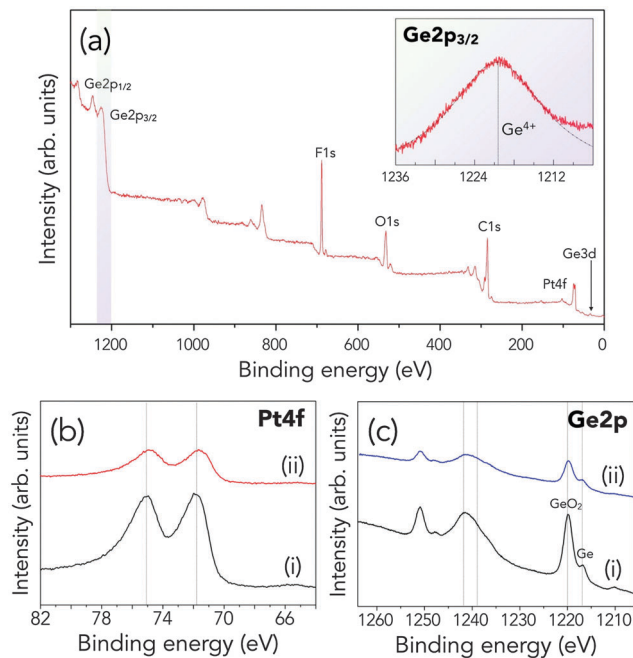 (a)
Ge2p1/2
Ge2p3/2
F1s
O1s
C1s
Pt4f
Ge3d
Intensity (arb. units)
1200 1000 800 600 400 200 0
Binding energy (eV)
Ge2p3/2
Ge4+
1236 1224 1212
(b)
Pt4f
(ii)
(i)
Intensity (arb. units)
82 78 74 70 66
Binding energy (eV)
(c)
Ge2p
(ii)
GeO2
Ge
(i)
Intensity (arb. units)
1260 1250 1240 1230 1220 1210
Binding energy (eV)